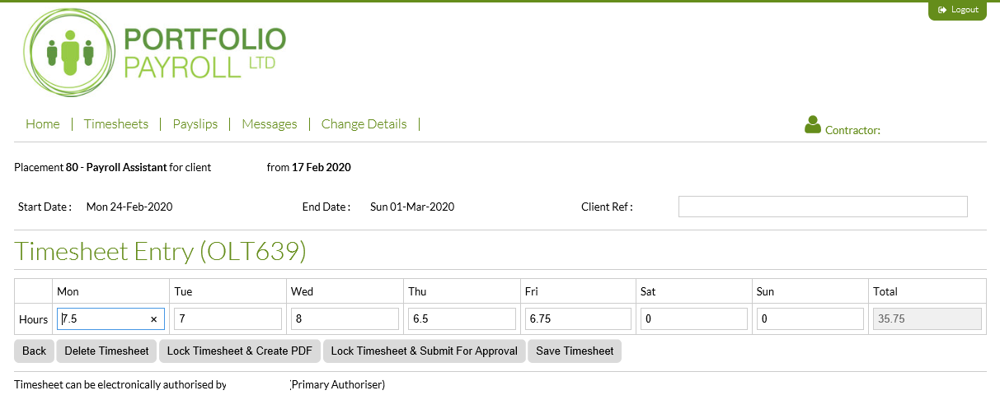 Logout
PORTFOLIO
PAYROLL LTD
Home | Timesheets | Payslips | Messages | Change Details |
Contractor:
Placement 80 - Payroll Assistant for client from 17 Feb 2020
Start Date : Mon 24-Feb-2020 End Date : Sun 01-Mar-2020 Client Ref :
Timesheet Entry (OLT639)
Mon Tue Wed Thu Fri Sat Sun Total
Hours 7.5 × 7 8 6.5 6.75 0 0 35.75
Back Delete Timesheet Lock Timesheet & Create PDF Lock Timesheet & Submit For Approval Save Timesheet
Timesheet can be electronically authorised by (Primary Authoriser)